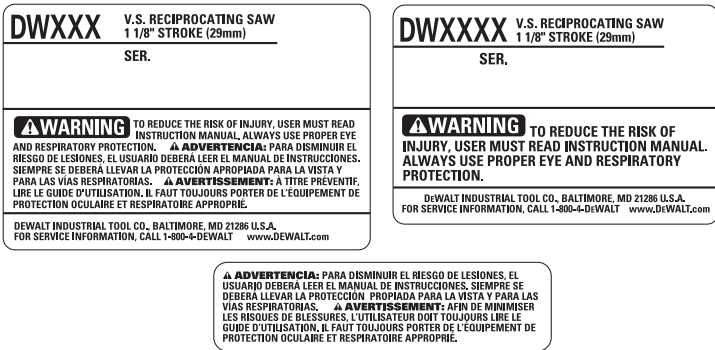 DWXXX V.S. RECIPROCATING SAW
1 1/8" STROKE (29mm)
SER.
⚠WARNING TO REDUCE THE RISK OF INJURY, USER MUST READ
INSTRUCTION MANUAL. ALWAYS USE PROPER EYE
AND RESPIRATORY PROTECTION. ⚠ ADVERTENCIA: PARA DISMINUIR EL
RIESGO DE LESIONES, EL USUARIO DEBERÁ LEER EL MANUAL DE INSTRUCCIONES.
SIEMPRE SE DEBERÁ LLEVAR LA PROTECCIÓN APROPIADA PARA LA VISTA Y
PARA LAS VÍAS RESPIRATORIAS. ⚠ AVERTISSEMENT: À TITRE PRÉVENTIF,
LIRE LE GUIDE D'UTILISATION. IL FAUT TOUJOURS PORTER DE L'ÉQUIPEMENT DE
PROTECTION OCULAIRE ET RESPIRATOIRE APPROPRIÉ.
DEWALT INDUSTRIAL TOOL CO., BALTIMORE, MD 21286 U.S.A.
FOR SERVICE INFORMATION, CALL 1-800-4-DEWALT www.DEWALT.com
DWXXXX V.S. RECIPROCATING SAW
1 1/8" STROKE (29mm)
SER.
⚠WARNING TO REDUCE THE RISK OF
INJURY, USER MUST READ INSTRUCTION MANUAL.
ALWAYS USE PROPER EYE AND RESPIRATORY
PROTECTION.
DEWALT INDUSTRIAL TOOL CO., BALTIMORE, MD 21286 U.S.A.
FOR SERVICE INFORMATION, CALL 1-800-4-DEWALT www.DEWALT.com
⚠ ADVERTENCIA: PARA DISMINUIR EL RIESGO DE LESIONES, EL
USUARIO DEBERÁ LEER EL MANUAL DE INSTRUCCIONES. SIEMPRE SE
DEBERÁ LLEVAR LA PROTECCIÓN PROPIADA PARA LA VISTA Y PARA LAS
VÍAS RESPIRATORIAS. ⚠ AVERTISSEMENT: AFIN DE MINIMISER
LES RISQUES DE BLESSURES, L'UTILISATEUR DOIT TOUJOURS LIRE LE
GUIDE D'UTILISATION. IL FAUT TOUJOURS PORTER DE L'ÉQUIPEMENT DE
PROTECTION OCULAIRE ET RESPIRATOIRE APPROPRIÉ.